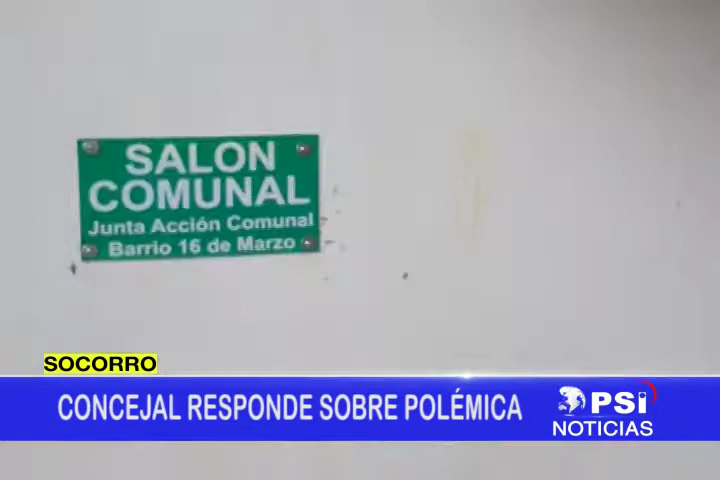 SALON
COMUNAL
Junta Acción Comunal
Barrio 16 de Marzo
SOCORRO
CONCEJAL RESPONDE SOBRE POLÉMICA
PSi
NOTICIAS